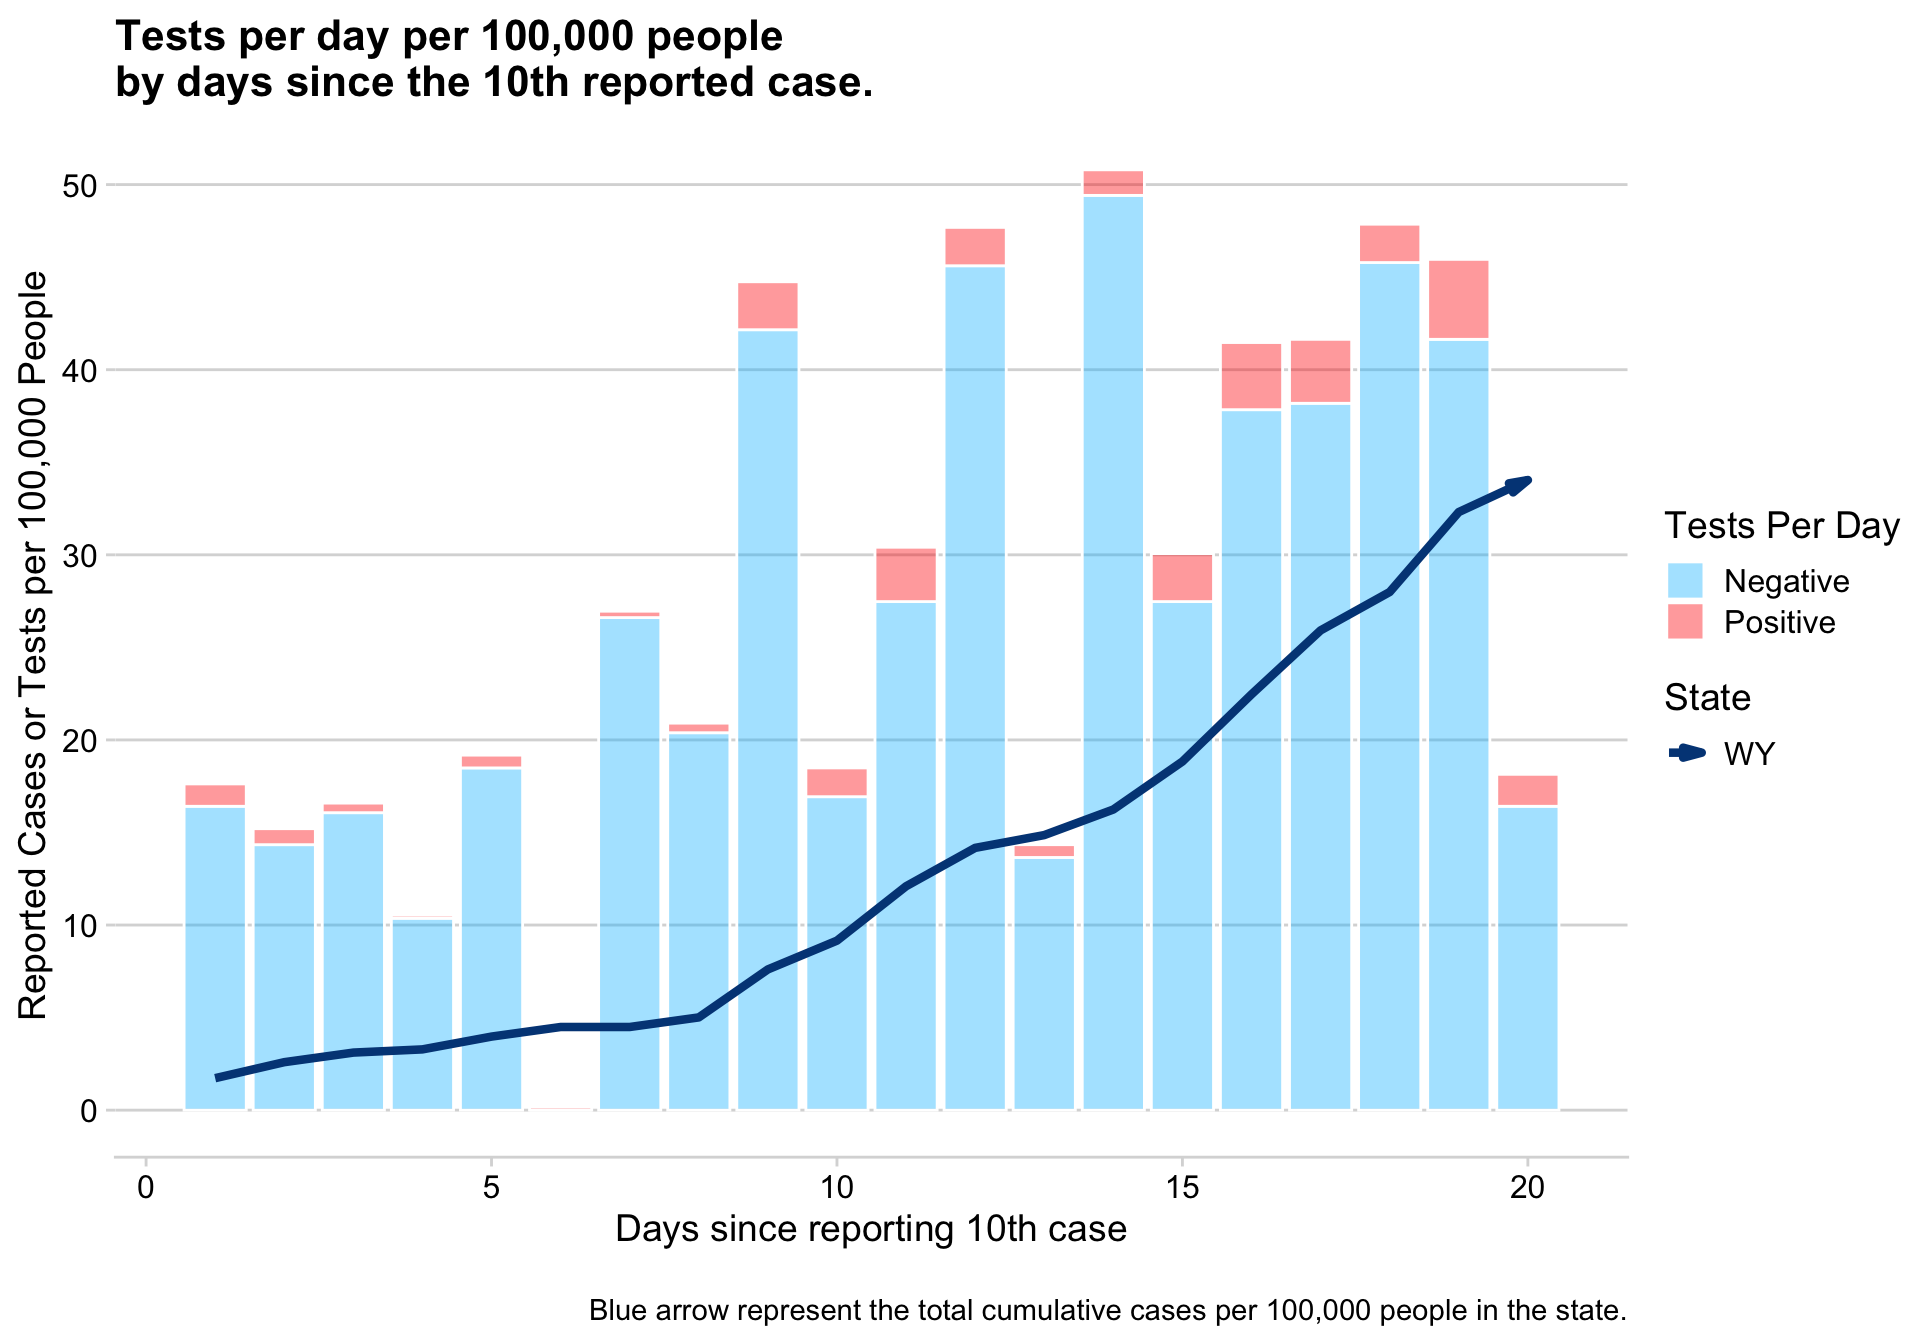 Tests per day per 100,000 people
by days since the 10th reported case.
Reported Cases or Tests per 100,000 People
50
40
30
20
10
0
0
5
10
15
20
Days since reporting 10th case
Tests Per Day
Negative
Positive
State
WY
Blue arrow represent the total cumulative cases per 100,000 people in the state.